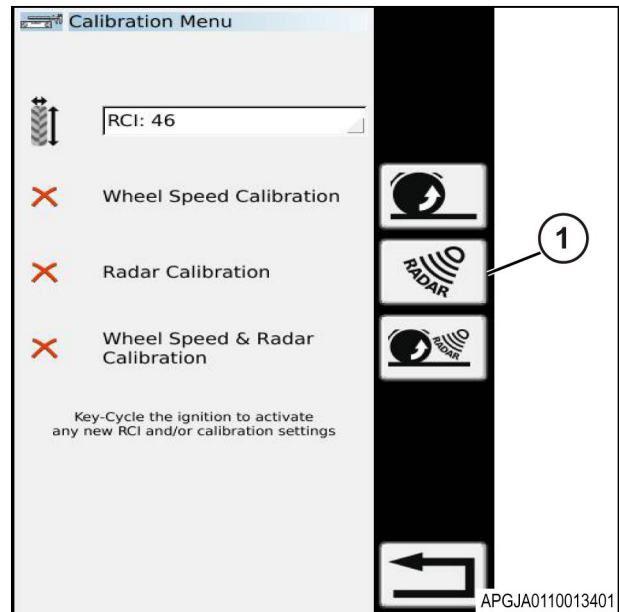 Calibration Menu
RCI: 46
Wheel Speed Calibration
Radar Calibration
RADAR
1
Wheel Speed & Radar
Calibration
RADAR
Key-Cycle the ignition to activate
any new RCI and/or calibration settings
APGJA0110013401